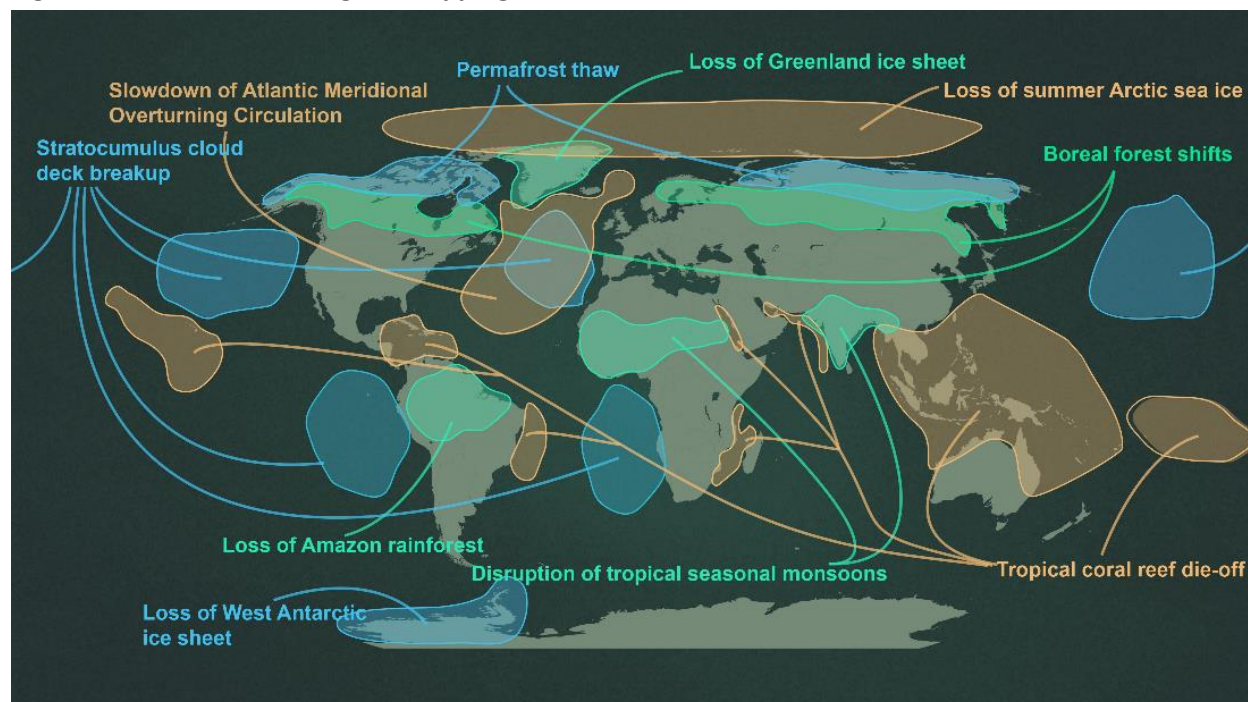 Permafrost thaw
Loss of Greenland ice sheet
Slowdown of Atlantic Meridional
Overturning Circulation
Loss of summer Arctic sea ice
Stratocumulus cloud
deck breakup
Boreal forest shifts
Loss of Amazon rainforest
Disruption of tropical seasonal monsoons
Tropical coral reef die-off
Loss of West Antarctic
ice sheet